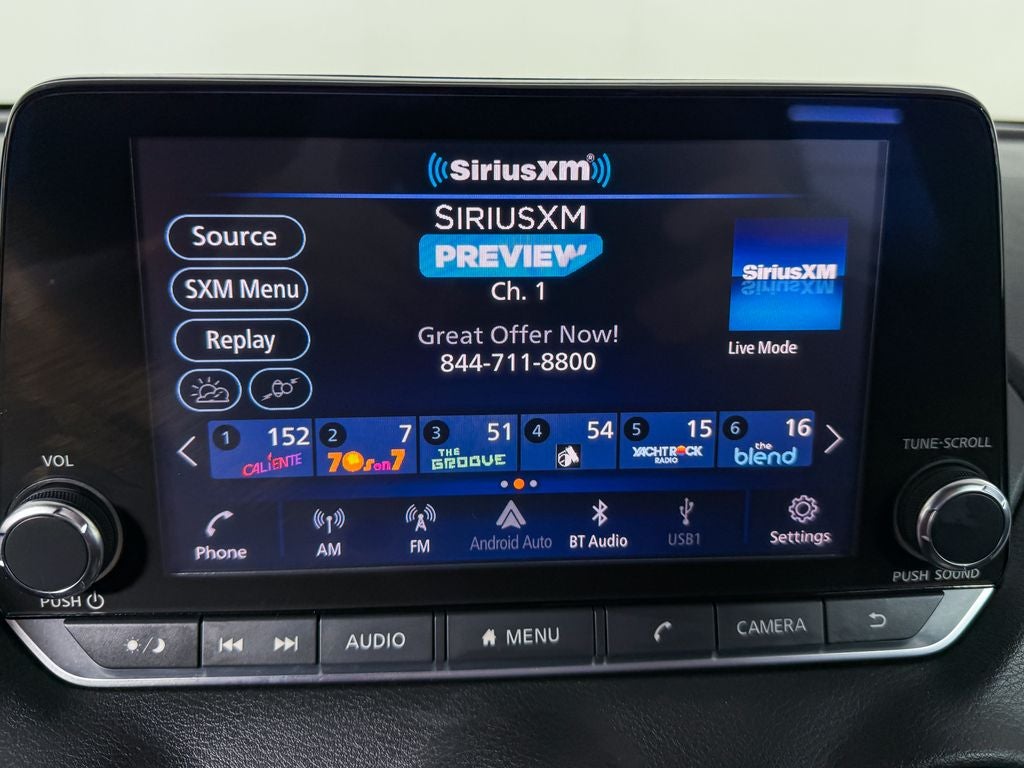 SiriusXM®
SIRIUSXM
PREVIEW
Ch. 1
Great Offer Now!
844-711-8800
Source
SXM Menu
Replay
SiriusXM
Live Mode
1 152 CALIENTE
2 7 70s on 7
3 51 THE GROOVE
4 54
5 15 YACHT ROCK RADIO
6 16 the blend
Phone
AM
FM
Android Auto
BT Audio
USB1
Settings
VOL
PUSH
TUNE·SCROLL
PUSH SOUND
AUDIO
MENU
CAMERA